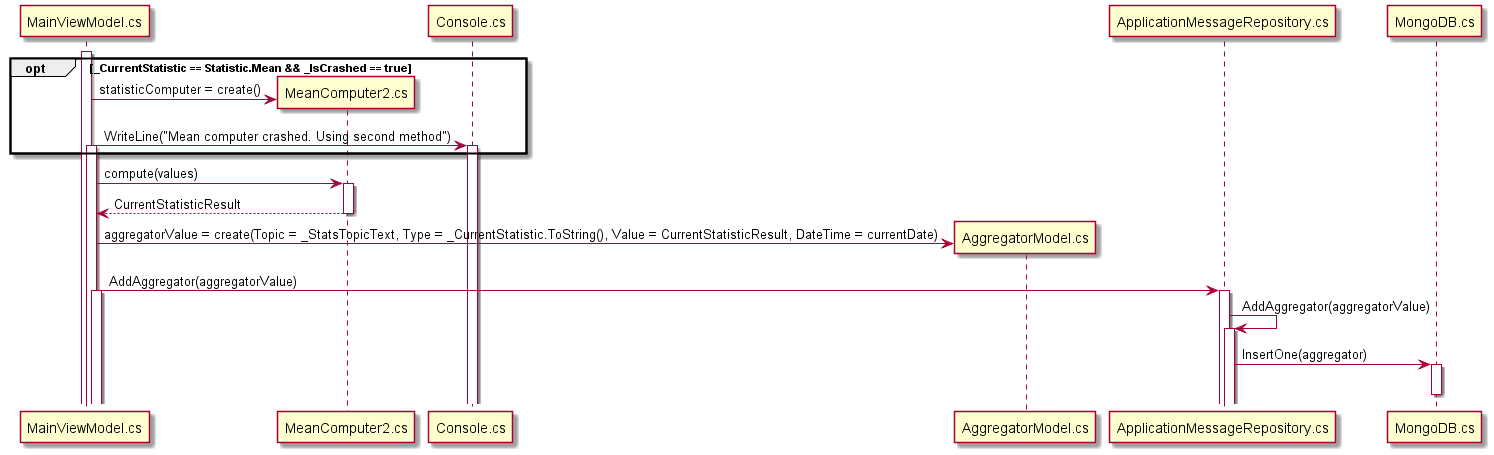 MainViewModel.cs
Console.cs
ApplicationMessageRepository.cs
MongoDB.cs
opt
[_CurrentStatistic == Statistic.Mean && _IsCrashed == true]
statisticComputer = create()
MeanComputer2.cs
WriteLine("Mean computer crashed. Using second method")
compute(values)
CurrentStatisticResult
aggregatorValue = create(Topic = _StatsTopicText, Type = _CurrentStatistic.ToString(), Value = CurrentStatisticResult, DateTime = currentDate)
AggregatorModel.cs
AddAggregator(aggregatorValue)
AddAggregator(aggregatorValue)
InsertOne(aggregator)
MainViewModel.cs
MeanComputer2.cs
Console.cs
AggregatorModel.cs
ApplicationMessageRepository.cs
MongoDB.cs